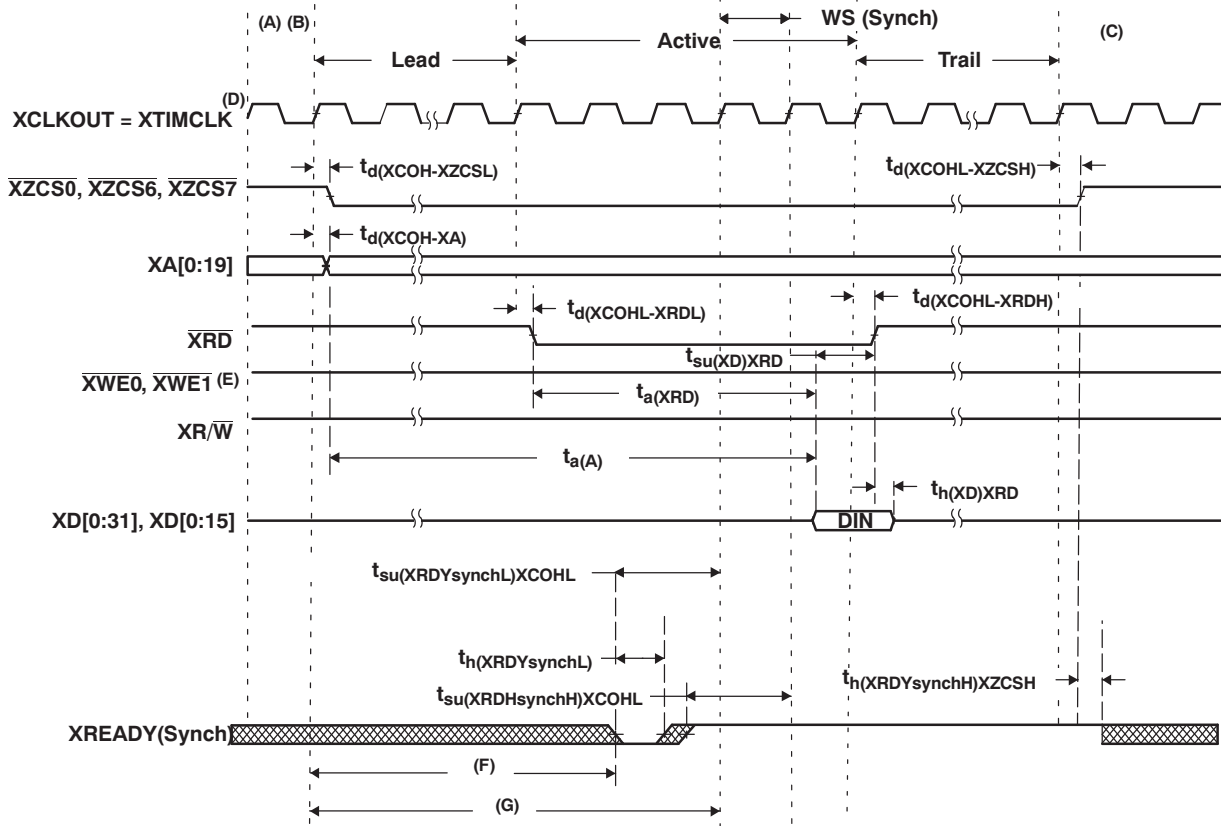 (A) (B)
WS (Synch)
(C)
Active
Lead
Trail
(D)
XCLKOUT = XTIMCLK
td(XCOH-XZCSL)
td(XCOHL-XZCSH)
XZCS0, XZCS6, XZCS7
td(XCOH-XA)
XA[0:19]
td(XCOHL-XRDL)
td(XCOHL-XRDH)
XRD
tsu(XD)XRD
XWE0, XWE1 (E)
ta(XRD)
XR/W
ta(A)
th(XD)XRD
XD[0:31], XD[0:15]
DIN
tsu(XRDYsynchL)XCOHL
th(XRDYsynchL)
th(XRDYsynchH)XZCSH
tsu(XRDHsynchH)XCOHL
XREADY(Synch)
(F)
(G)